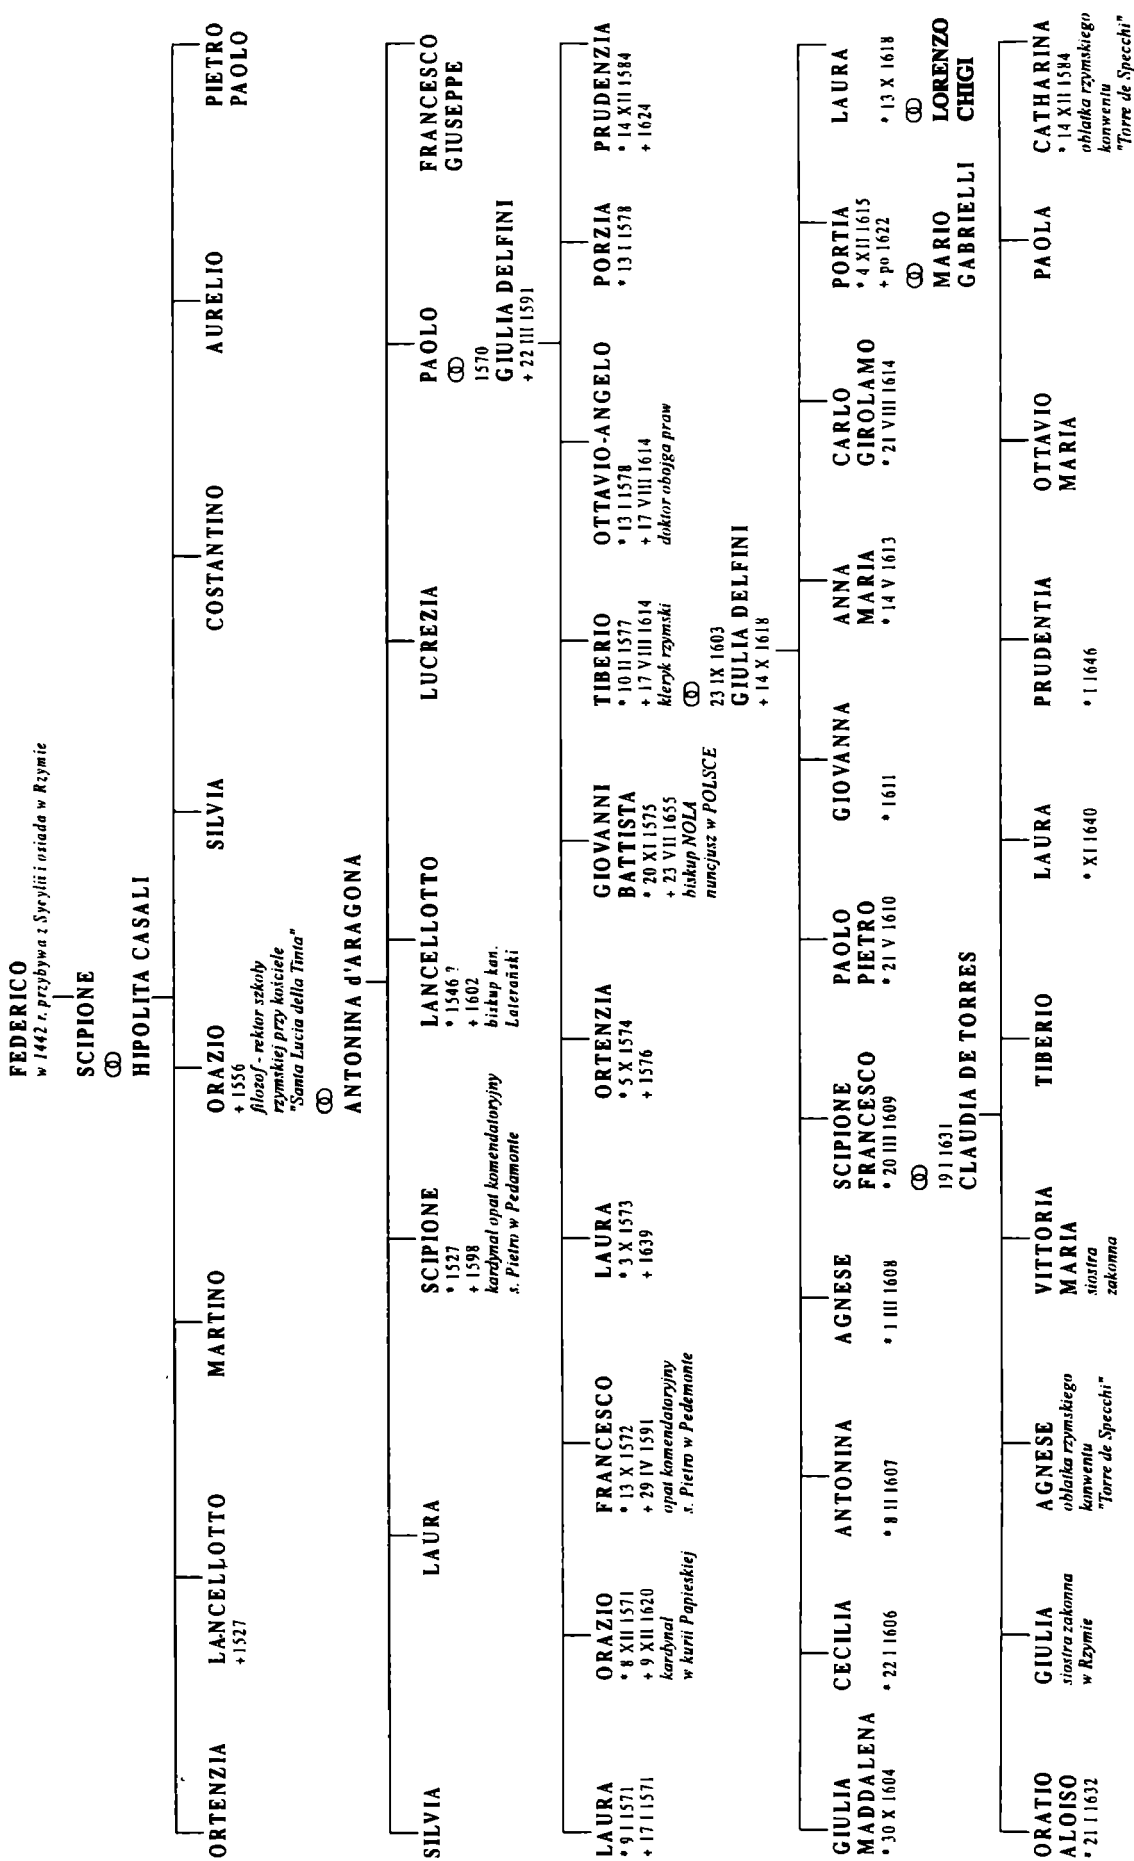 FEDERICO
w 1442 r. przybywa z Sycylii i osiada w Rzymie
SCIPIONE
HIPOLITA CASALI
ORTENZIA
LANCELLOTTO
+1527
MARTINO
ORAZIO
+ 1556
filozof - rektor szkoły
rzymskiej przy kościele
"Santa Lucia della Tinta"
ANTONINA d'ARAGONA
SILVIA
COSTANTINO
AURELIO
PIETRO
PAOLO
SILVIA
LAURA
SCIPIONE
* 1527
+ 1598
kardynał opat komendatoryjny
s. Pietro w Pedamonte
LANCELLOTTO
* 1546 ?
+ 1602
biskup kan.
Laterański
LUCREZIA
PAOLO
1570
GIULIA DELFINI
+ 22 III 1591
FRANCESCO
GIUSEPPE
LAURA
* 9 I 1571
+ 17 I 1571
ORAZIO
* 8 XII 1571
+ 9 XII 1620
kardynał
w kurii Papieskiej
FRANCESCO
* 13 X 1572
+ 29 IV 1591
opat komendatoryjny
s. Pietro w Pedemonte
LAURA
* 3 X 1573
+ 1639
ORTENZIA
* 5 X 1574
+ 1576
GIOVANNI
BATTISTA
* 20 XI 1575
+ 23 VII 1655
biskup NOLA
nuncjusz w POLSCE
TIBERIO
* 10 II 1577
+ 17 VIII 1614
kleryk rzymski
23 IX 1603
GIULIA DELFINI
+ 14 X 1618
OTTAVIO-ANGELO
* 13 I 1578
+ 17 VIII 1614
doktor obojga praw
PORZIA
* 13 I 1578
PRUDENZIA
* 14 XII 1584
+ 1624
GIULIA
MADDALENA
* 30 X 1604
CECILIA
* 22 I 1606
ANTONINA
* 8 II 1607
AGNESE
* 1 III 1608
SCIPIONE
FRANCESCO
* 20 III 1609
19 I 1631
CLAUDIA DE TORRES
PAOLO
PIETRO
* 21 V 1610
GIOVANNA
* 1611
ANNA
MARIA
* 14 V 1613
CARLO
GIROLAMO
* 21 VIII 1614
PORTIA
* 4 XII 1615
+ po 1622
MARIO
GABRIELLI
LAURA
* 13 X 1618
LORENZO
CHIGI
ORATIO
ALOISO
* 21 I 1632
GIULIA
siostra zakonna
w Rzymie
AGNESE
oblatka rzymskiego
konwentu
"Torre de Specchi"
VITTORIA
MARIA
siostra
zakonna
TIBERIO
LAURA
* XI 1640
PRUDENTIA
* I 1646
OTTAVIO
MARIA
PAOLA
CATHARINA
* 14 XII 1584
oblatka rzymskiego
konwentu
"Torre de Specchi"